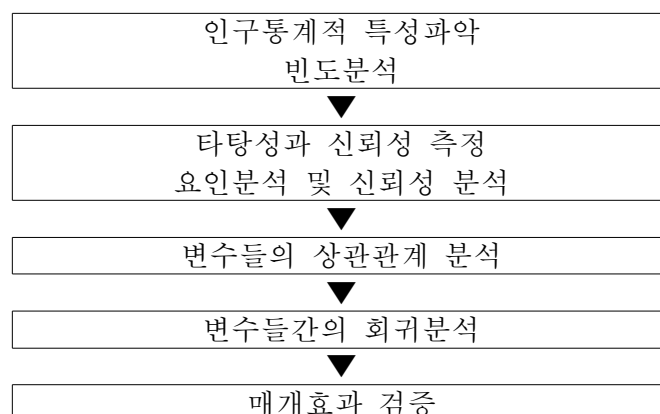 인구통계적 특성파악
빈도분석
타탕성과 신뢰성 측정
요인분석 및 신뢰성 분석
변수들의 상관관계 분석
변수들간의 회귀분석
매개효과 검증